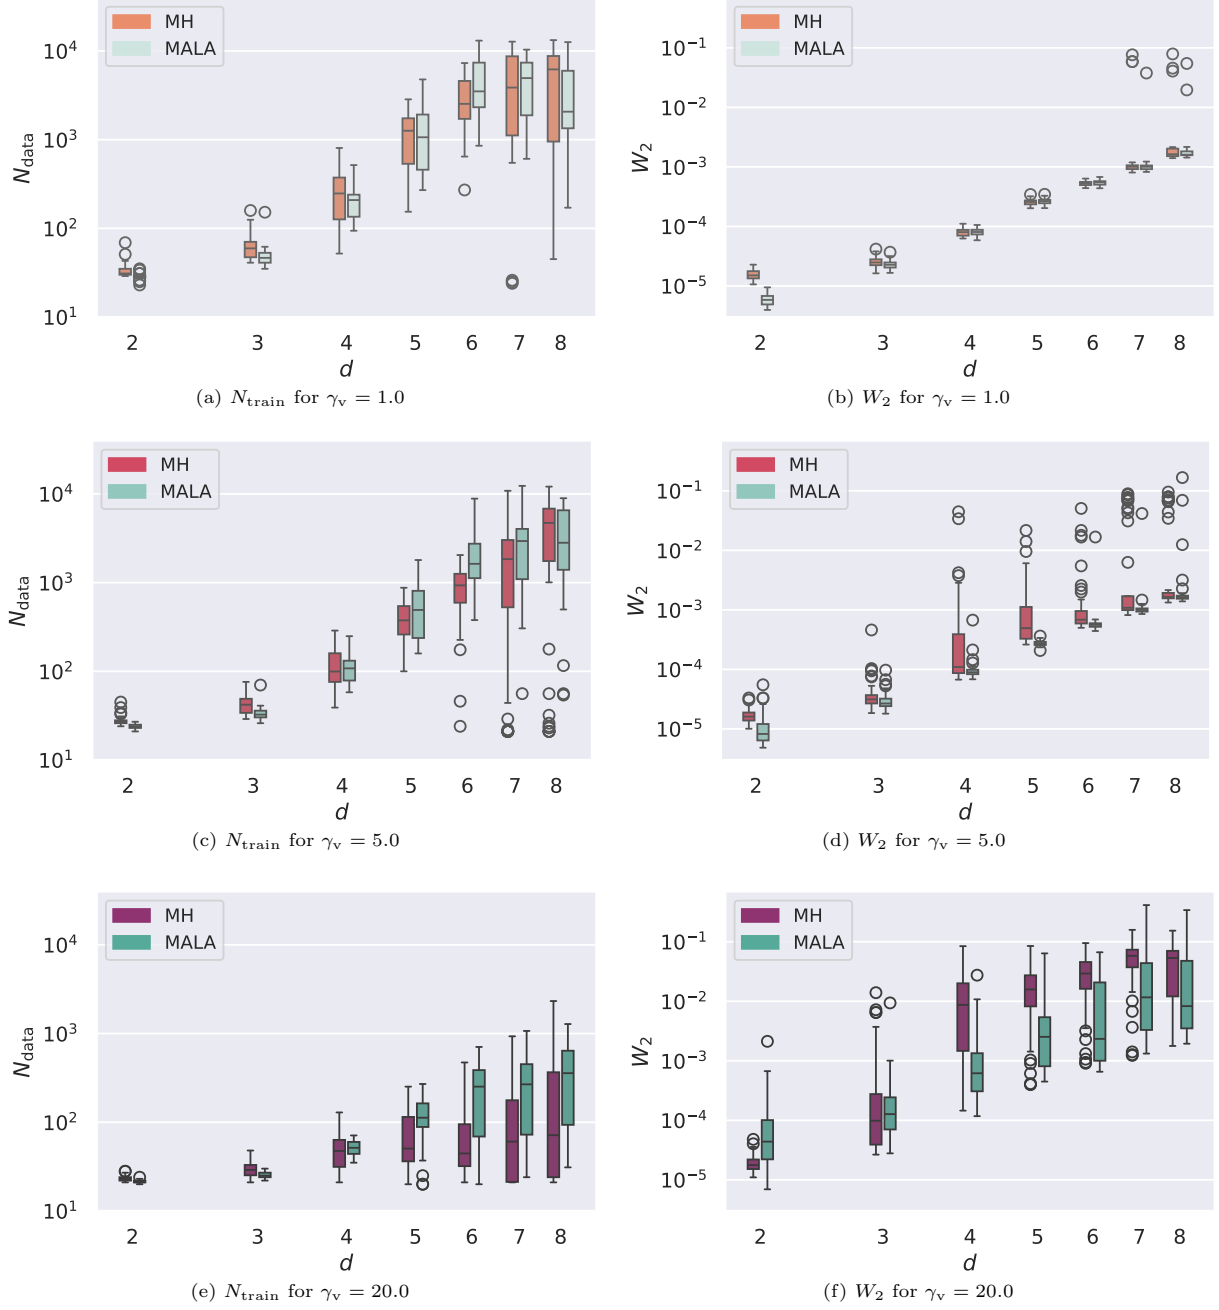 MH
MALA
10^4
10^3
10^2
10^1
N_data
2 3 4 5 6 7 8
d
(a) N_train for γ_v = 1.0
MH
MALA
10^−1
10^−2
10^−3
10^−4
10^−5
W_2
2 3 4 5 6 7 8
d
(b) W_2 for γ_v = 1.0
MH
MALA
10^4
10^3
10^2
10^1
N_data
2 3 4 5 6 7 8
d
(c) N_train for γ_v = 5.0
MH
MALA
10^−1
10^−2
10^−3
10^−4
10^−5
W_2
2 3 4 5 6 7 8
d
(d) W_2 for γ_v = 5.0
MH
MALA
10^4
10^3
10^2
10^1
N_data
2 3 4 5 6 7 8
d
(e) N_train for γ_v = 20.0
MH
MALA
10^−1
10^−2
10^−3
10^−4
10^−5
W_2
2 3 4 5 6 7 8
d
(f) W_2 for γ_v = 20.0